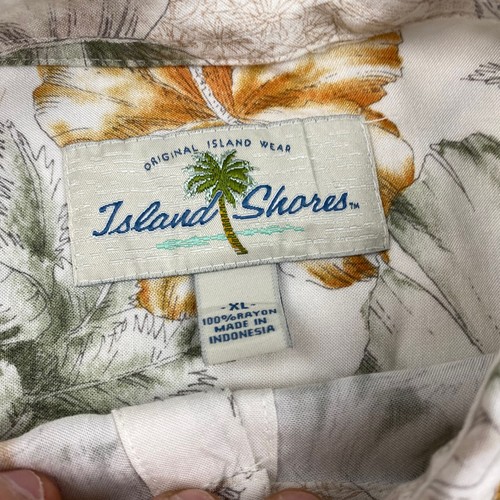 ORIGINAL ISLAND WEAR
Island Shores™
-XL-
100% RAYON
MADE IN
INDONESIA